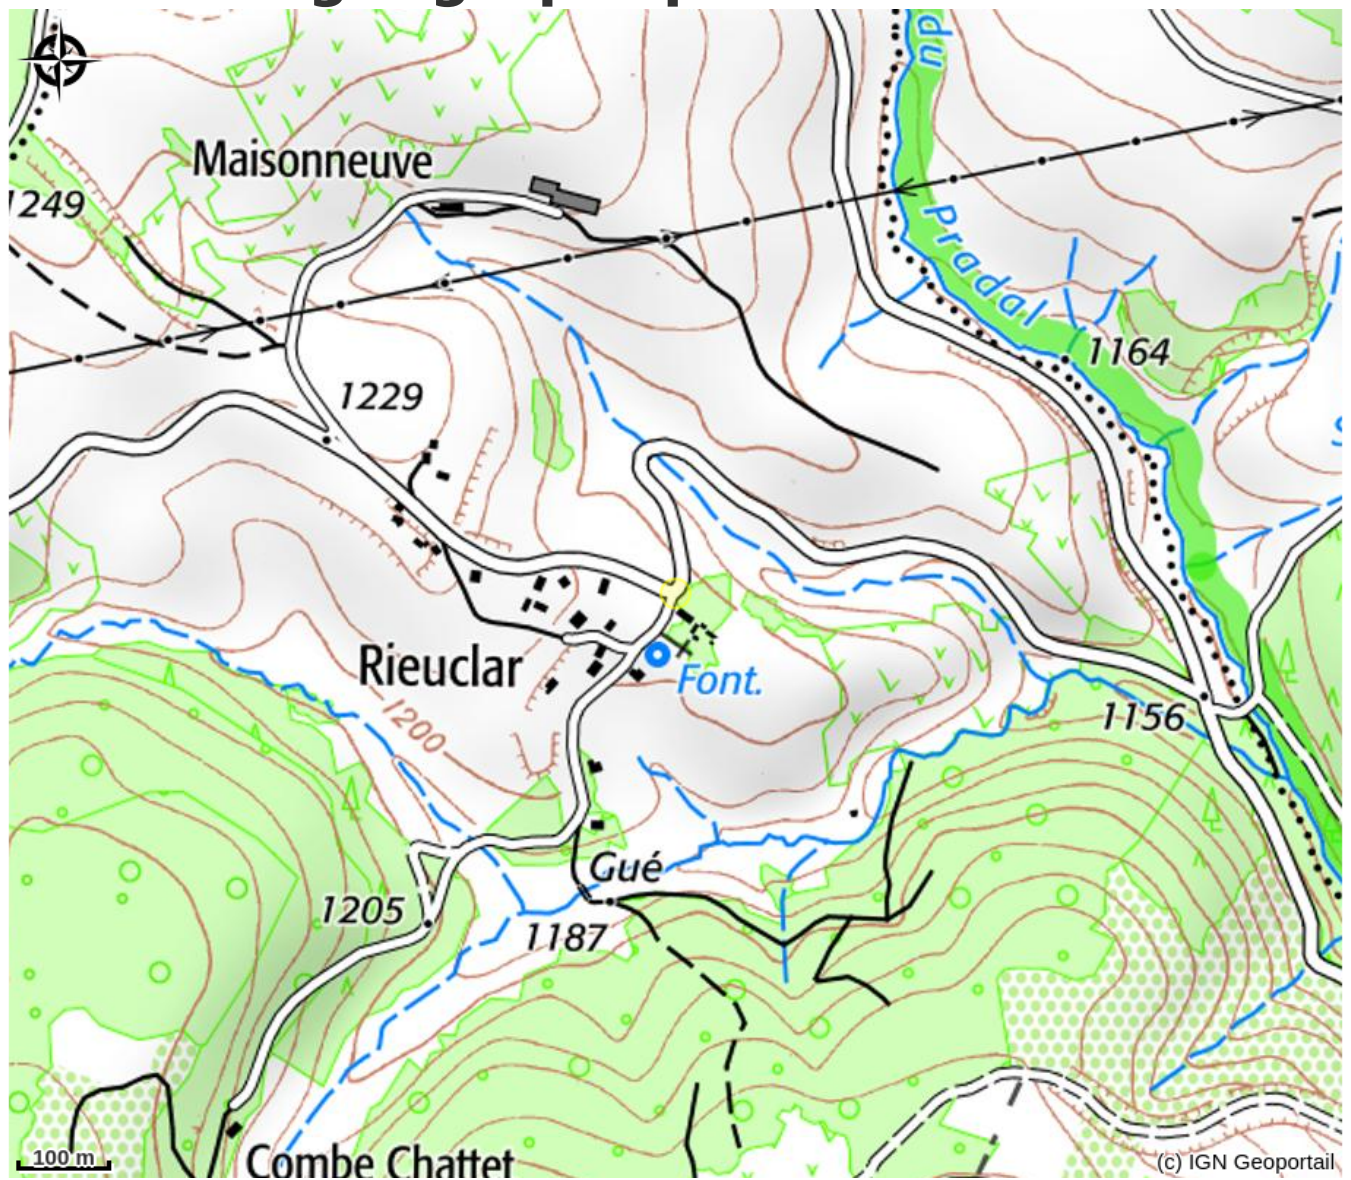 du
Maisonneuve
1249
Pradal
1164
1229
Rieuclar
Font.
1200
1156
Gué
1205
1187
Combe Chattet
100 m
(c) IGN Geoportail